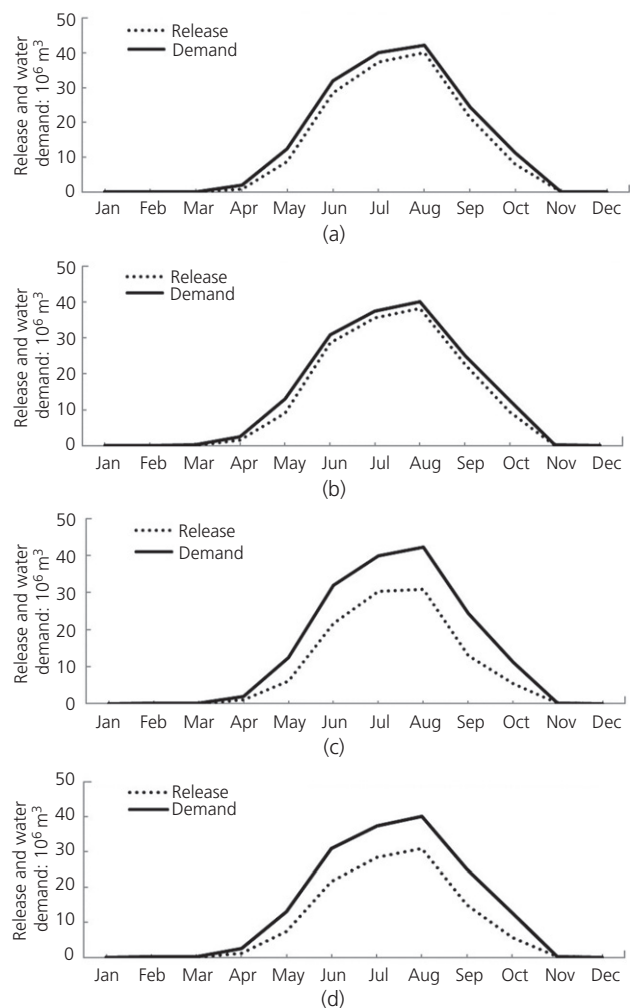 Release and water
demand: 10⁶ m³
50
40
30
20
10
0
Release
Demand
Jan Feb Mar Apr May Jun Jul Aug Sep Oct Nov Dec
(a)
Release and water
demand: 10⁶ m³
50
40
30
20
10
0
Release
Demand
Jan Feb Mar Apr May Jun Jul Aug Sep Oct Nov Dec
(b)
Release and water
demand: 10⁶ m³
50
40
30
20
10
0
Release
Demand
Jan Feb Mar Apr May Jun Jul Aug Sep Oct Nov Dec
(c)
Release and water
demand: 10⁶ m³
50
40
30
20
10
0
Release
Demand
Jan Feb Mar Apr May Jun Jul Aug Sep Oct Nov Dec
(d)